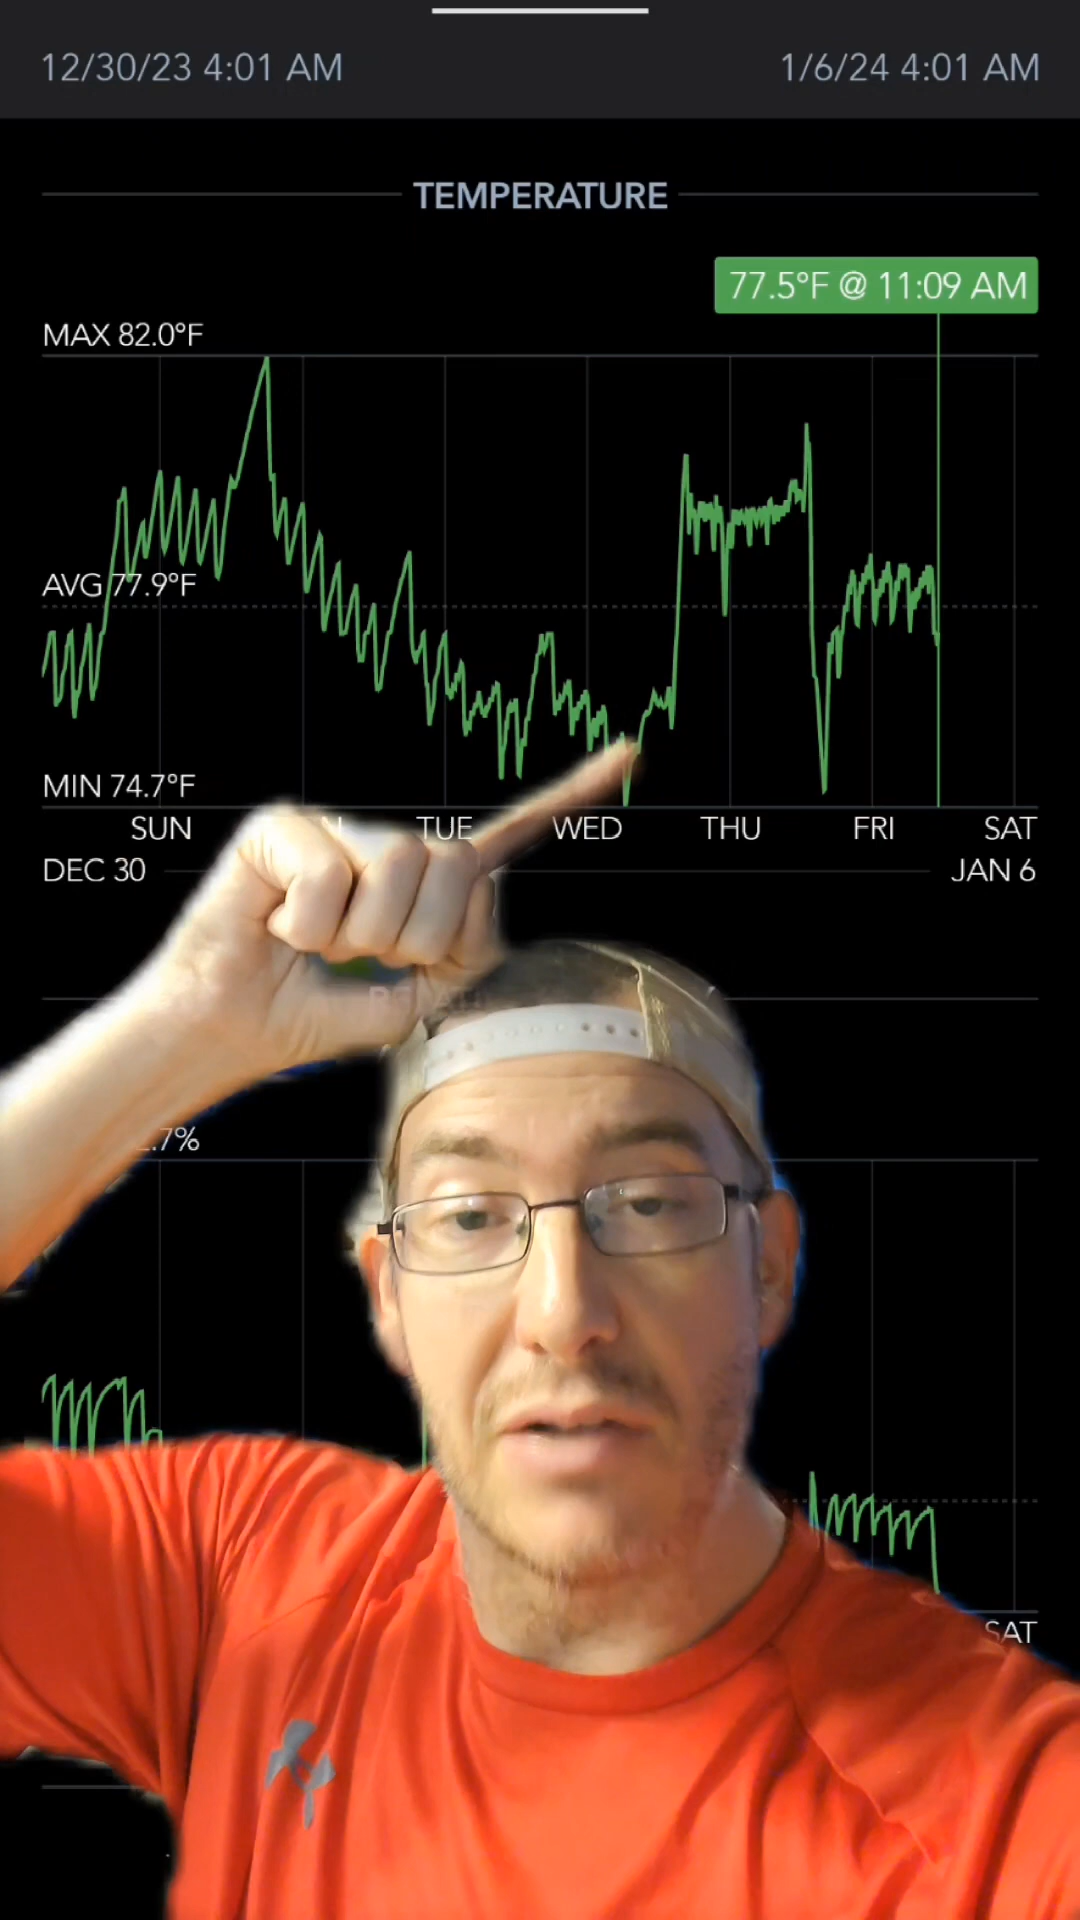 12/30/23 4:01 AM 1/6/24 4:01 AM
TEMPERATURE
77.5°F @ 11:09 AM
MAX 82.0°F
AVG 77.9°F
MIN 74.7°F
SUN TUE WED THU FRI SAT
DEC 30 JAN 6
.7%
SAT